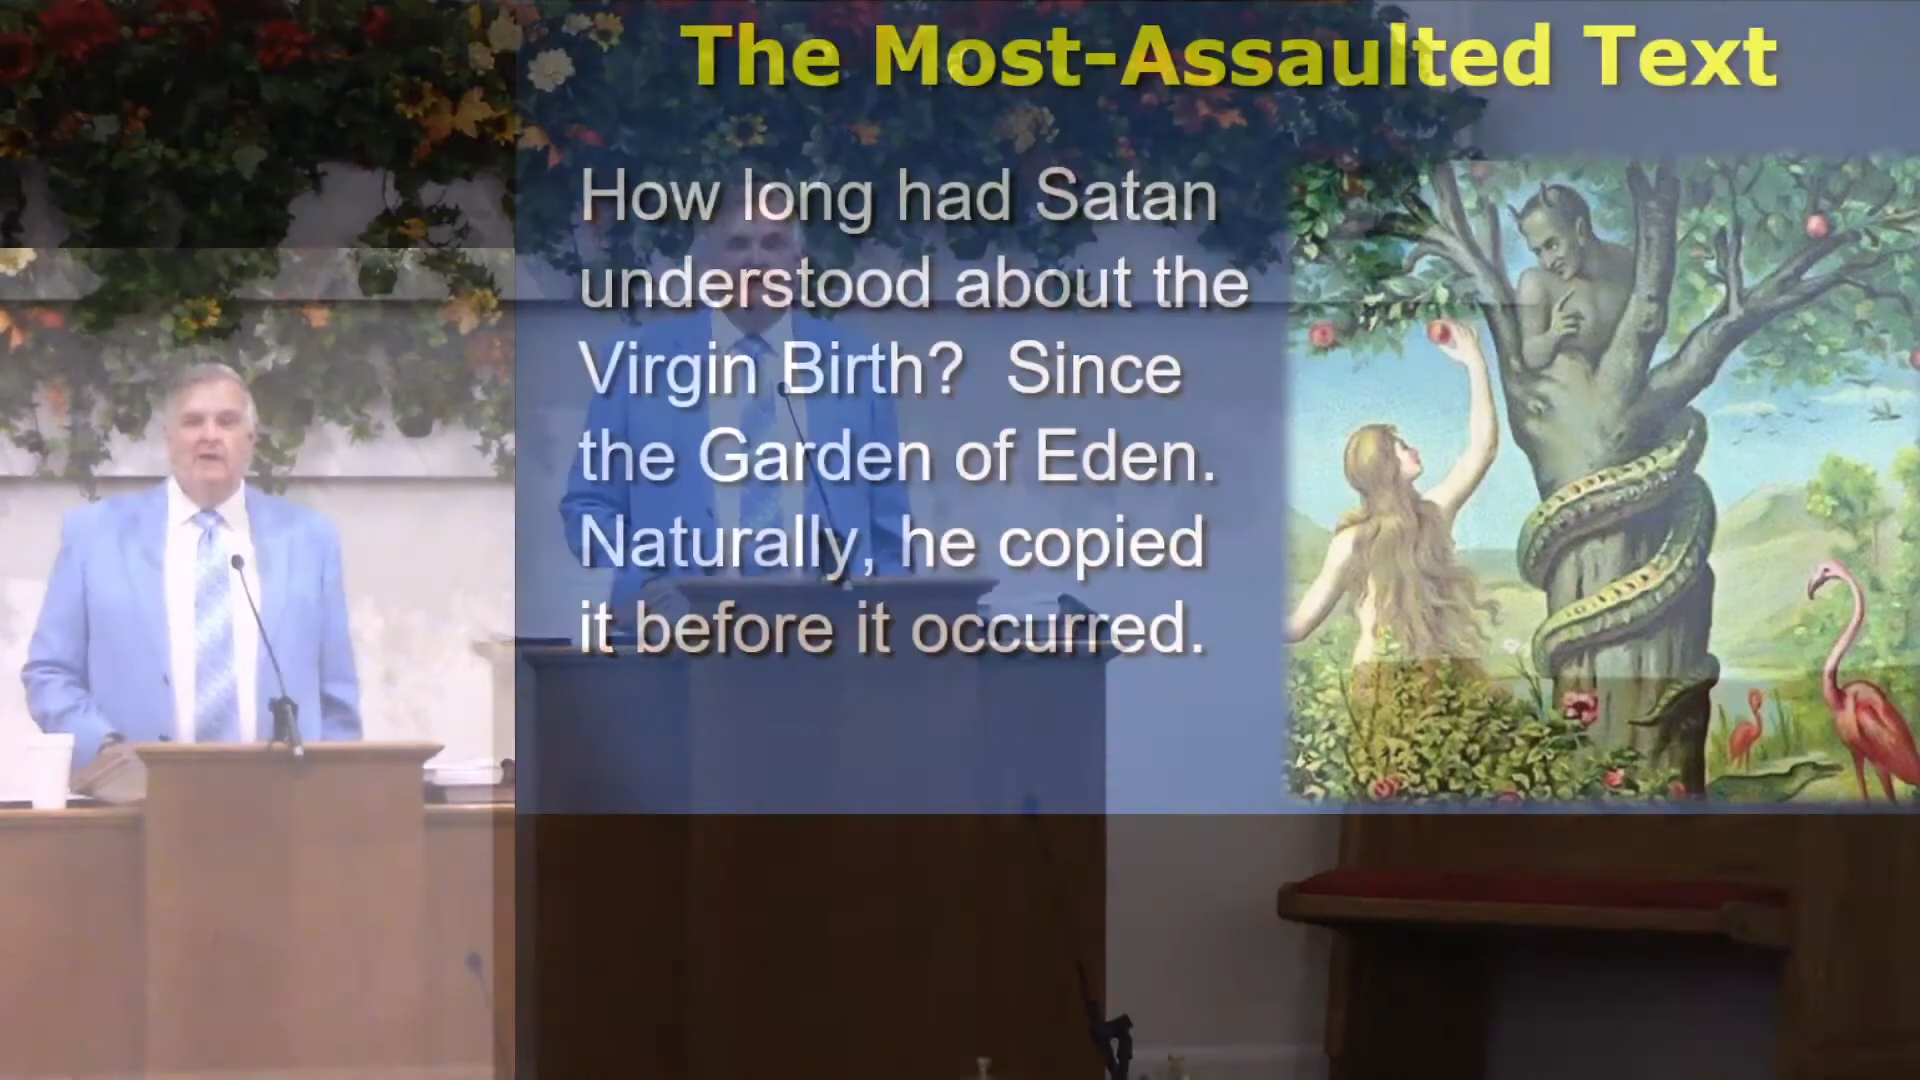 The Most-Assaulted Text
How long had Satan
understood about the
Virgin Birth?  Since
the Garden of Eden.
Naturally, he copied
it before it occurred.